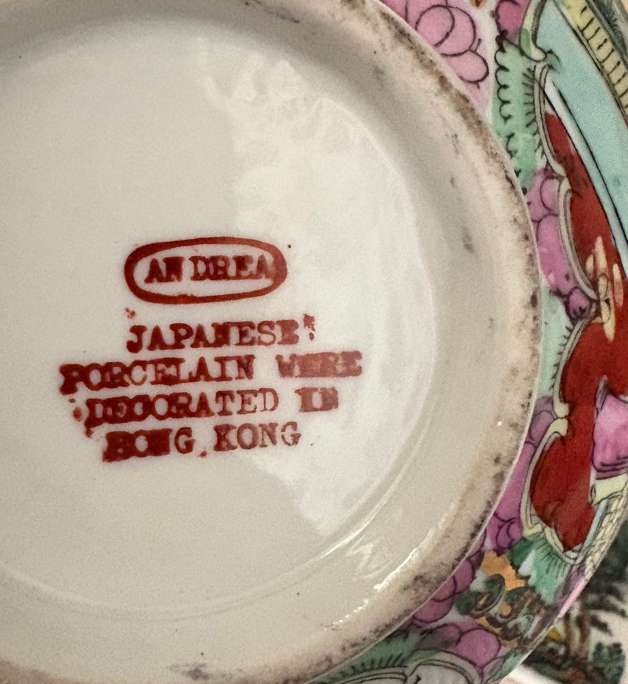 ANDREA
JAPANESE
PORCELAIN WERE
DECORATED IN
HONG KONG